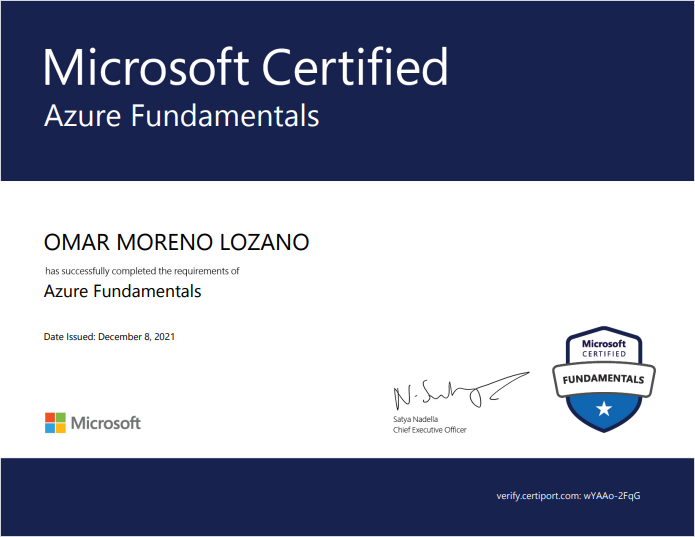 Microsoft Certified
Azure Fundamentals
OMAR MORENO LOZANO
has successfully completed the requirements of
Azure Fundamentals
Date Issued: December 8, 2021
Microsoft
CERTIFIED
FUNDAMENTALS
Satya Nadella
Chief Executive Officer
Microsoft
verify.certiport.com: wYAAo-2FqG